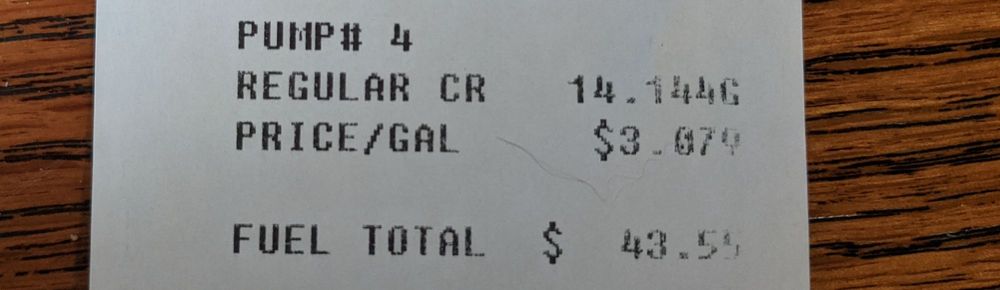 PUMP# 4
REGULAR CR 14.144G
PRICE/GAL $3.079
FUEL TOTAL $ 43.55